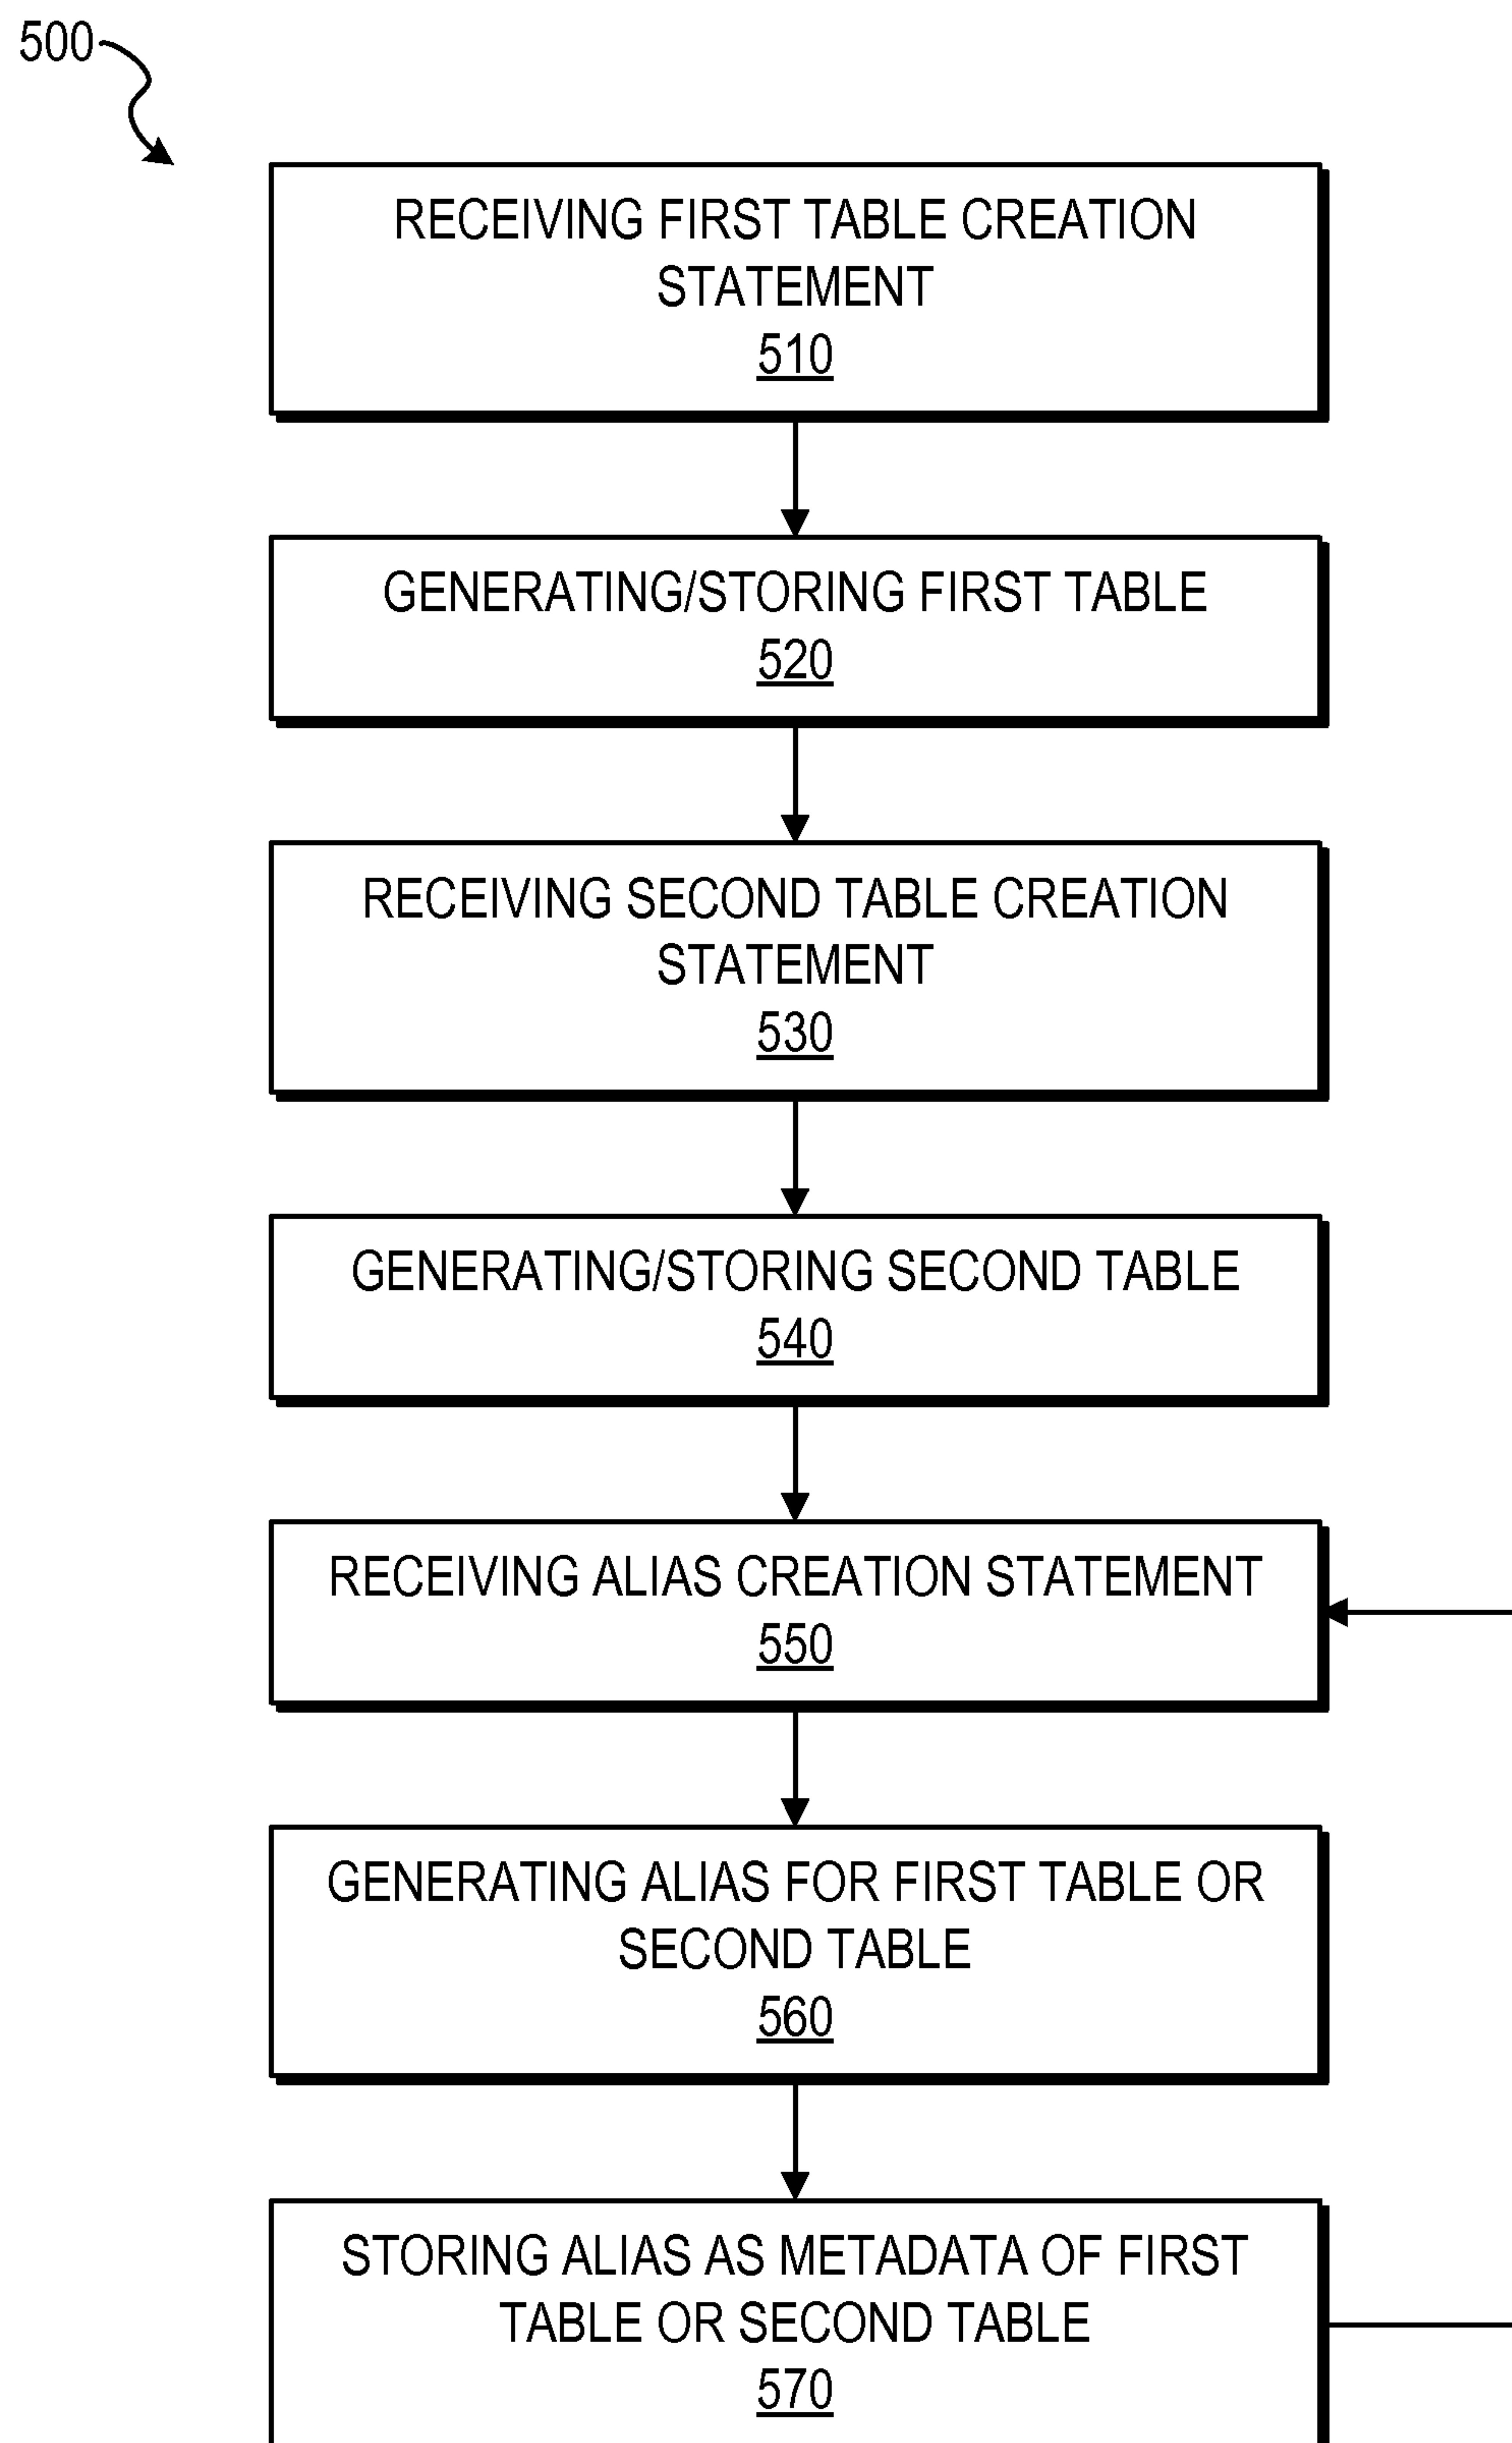 500
RECEIVING FIRST TABLE CREATION
STATEMENT
510
GENERATING/STORING FIRST TABLE
520
RECEIVING SECOND TABLE CREATION
STATEMENT
530
GENERATING/STORING SECOND TABLE
540
RECEIVING ALIAS CREATION STATEMENT
550
GENERATING ALIAS FOR FIRST TABLE OR
SECOND TABLE
560
STORING ALIAS AS METADATA OF FIRST
TABLE OR SECOND TABLE
570